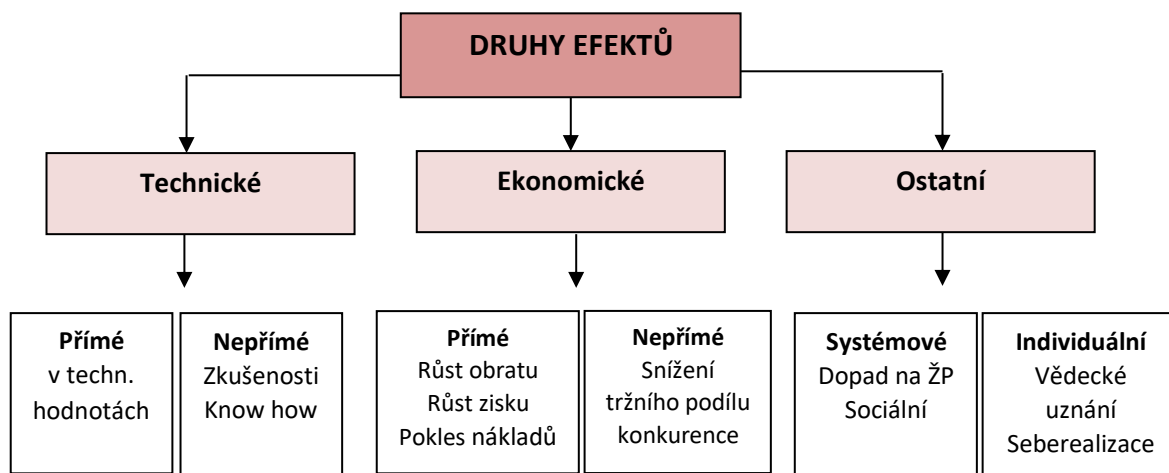 DRUHY EFEKTŮ
Technické
Ekonomické
Ostatní
Přímé
v techn.
hodnotách
Nepřímé
Zkušenosti
Know how
Přímé
Růst obratu
Růst zisku
Pokles nákladů
Nepřímé
Snížení
tržního podílu
konkurence
Systémové
Dopad na ŽP
Sociální
Individuální
Vědecké
uznání
Seberealizace